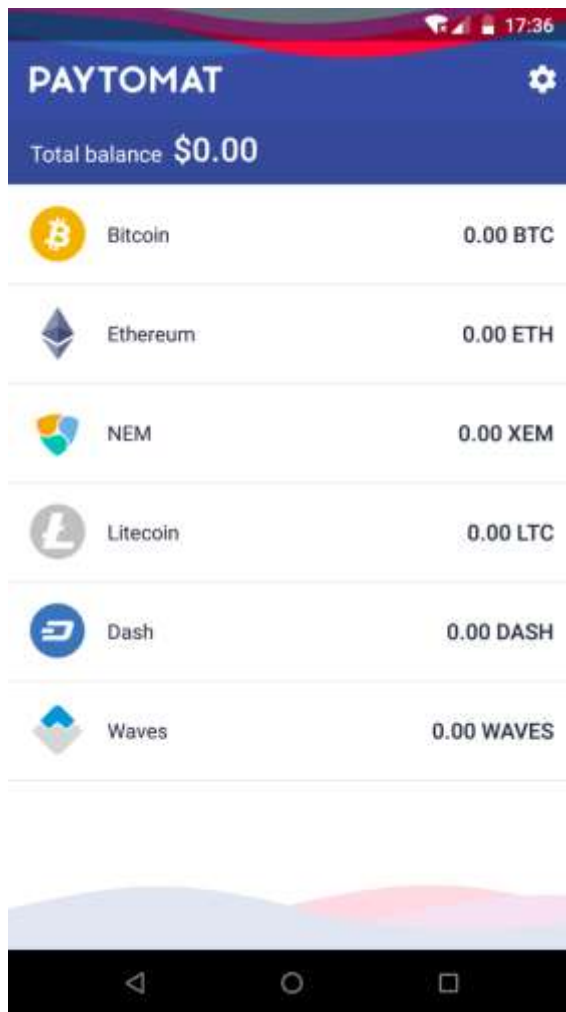 17:36
PAYTOMAT
Total balance $0.00
Bitcoin 0.00 BTC
Ethereum 0.00 ETH
NEM 0.00 XEM
Litecoin 0.00 LTC
Dash 0.00 DASH
Waves 0.00 WAVES